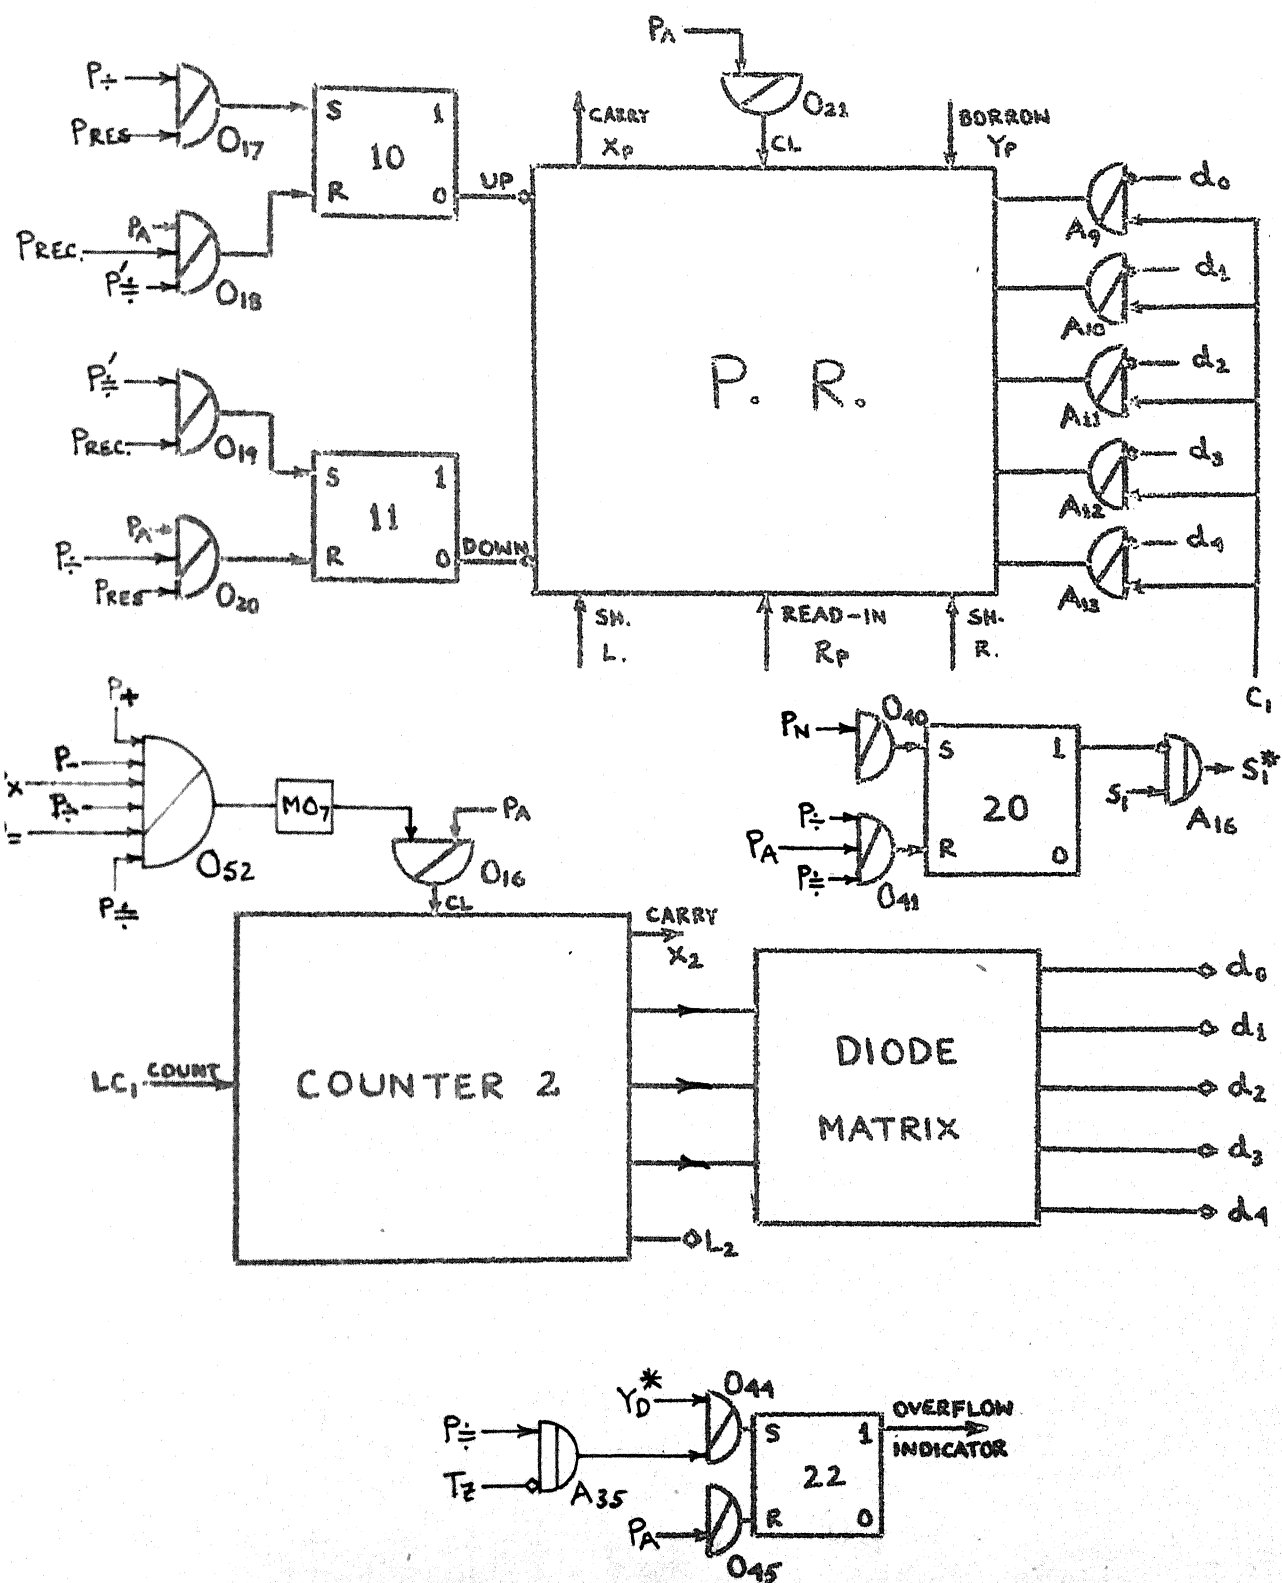 PA
O21
CL
CARRY
XP
BORROW
YP
P÷
PRES
O17
S 1
10
R 0
UP
PA
PREC.
P'≑
O18
P'≑
PREC.
O19
S 1
11
R 0
DOWN
PA
P÷
PRES
O20
P. R.
d0
A9
d1
A10
d2
A11
d3
A12
d4
A13
C1
SH.
L.
READ-IN
RP
SH.
R.
P+
P-
X
P÷
=
P≑
O52
MO7
PA
O16
CL
PN
O40
S 1
20
R 0
P÷
PA
P≑
O41
S1
A16
S1*
LC1 COUNT
COUNTER 2
CARRY
X2
L2
DIODE
MATRIX
d0
d1
d2
d3
d4
YD*
O44
P≑
TZ
A35
PA
O45
S 1
22
R 0
OVERFLOW
INDICATOR